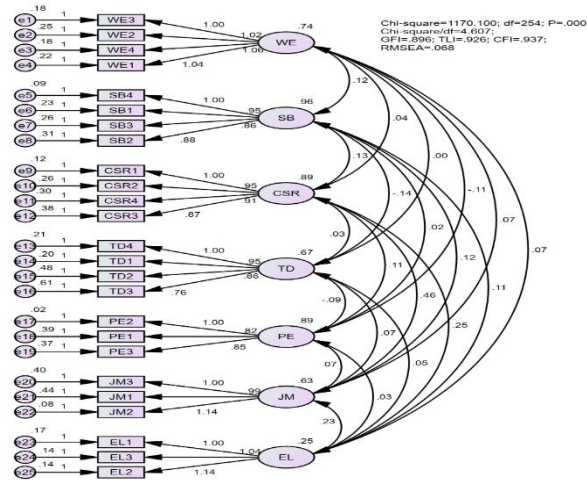 Chi-square=1170.100; df=254; P=.000
Chi-square/df=4.607;
GFI=.896; TLI=.926; CFI=.937;
RMSEA=.068
.18
e1 1 WE3 1.00
.25
e2 1 WE2 1.02
.18
e3 1 WE4 1.06
.22
e4 1 WE1 1.04
.74
WE
.09
e5 1 SB4 1.00
.23
e6 1 SB1 .95
.26
e7 1 SB3 .86
.31
e8 1 SB2 .88
.96
SB
.12
e9 1 CSR1 1.00
.26
e10 1 CSR2 .95
.30
e11 1 CSR4 .91
.38
e12 1 CSR3 .87
.89
CSR
.21
e13 1 TD4 1.00
.20
e14 1 TD1 .95
.48
e15 1 TD2 .86
.61
e16 1 TD3 .76
.67
TD
.02
e17 1 PE2 1.00
.39
e18 1 PE1 .82
.37
e19 1 PE3 .85
.89
PE
.40
e20 1 JM3 1.00
.44
e21 1 JM1 .99
.08
e22 1 JM2 1.14
.63
JM
.17
e23 1 EL1 1.00
.14
e24 1 EL3 1.04
.14
e25 1 EL2 1.14
.25
EL
.12
.04
.13
.00
-.14
-.11
.07
.07
.02
.12
.03
.11
.11
.46
.25
-.09
.07
.05
.07
.03
.23